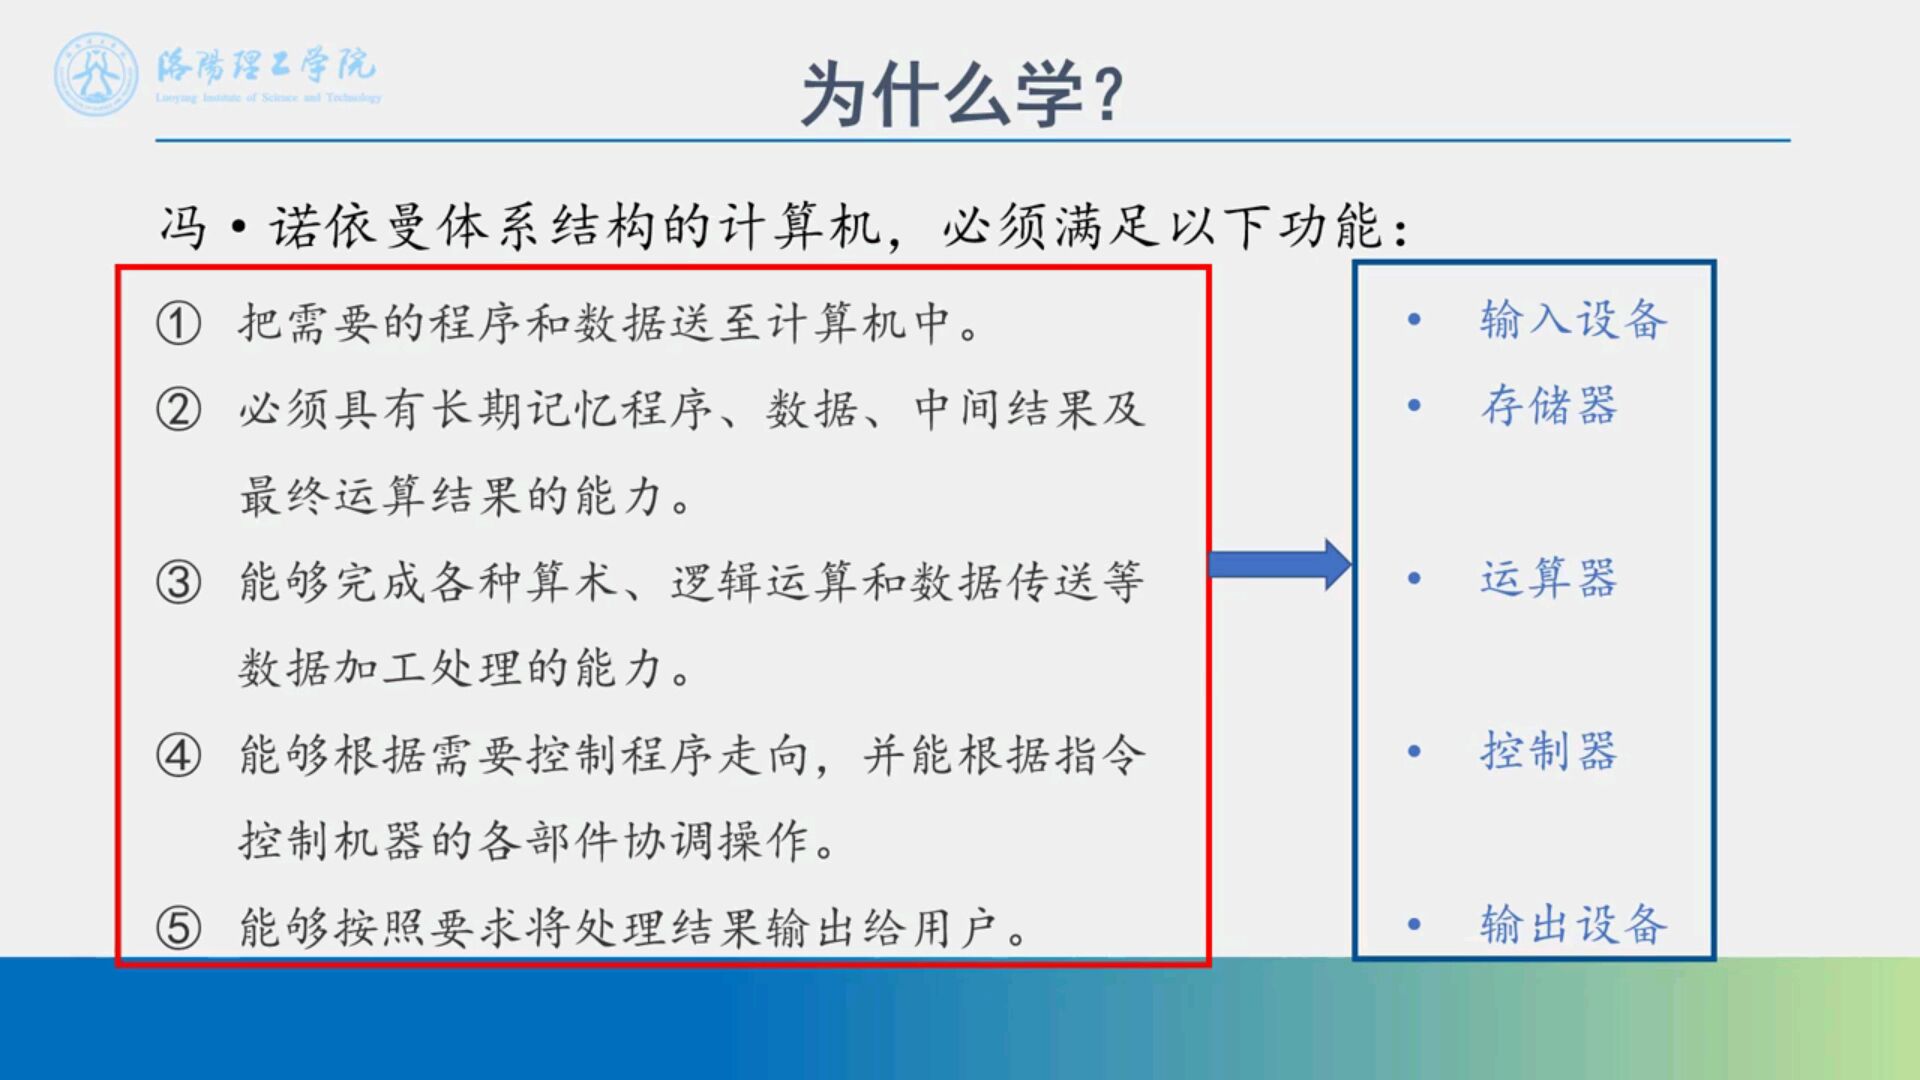 洛阳理工学院
Luoyang Institute of Science and Technology
为什么学？
冯·诺依曼体系结构的计算机，必须满足以下功能：
① 把需要的程序和数据送至计算机中。
② 必须具有长期记忆程序、数据、中间结果及
最终运算结果的能力。
③ 能够完成各种算术、逻辑运算和数据传送等
数据加工处理的能力。
④ 能够根据需要控制程序走向，并能根据指令
控制机器的各部件协调操作。
⑤ 能够按照要求将处理结果输出给用户。
• 输入设备
• 存储器
• 运算器
• 控制器
• 输出设备